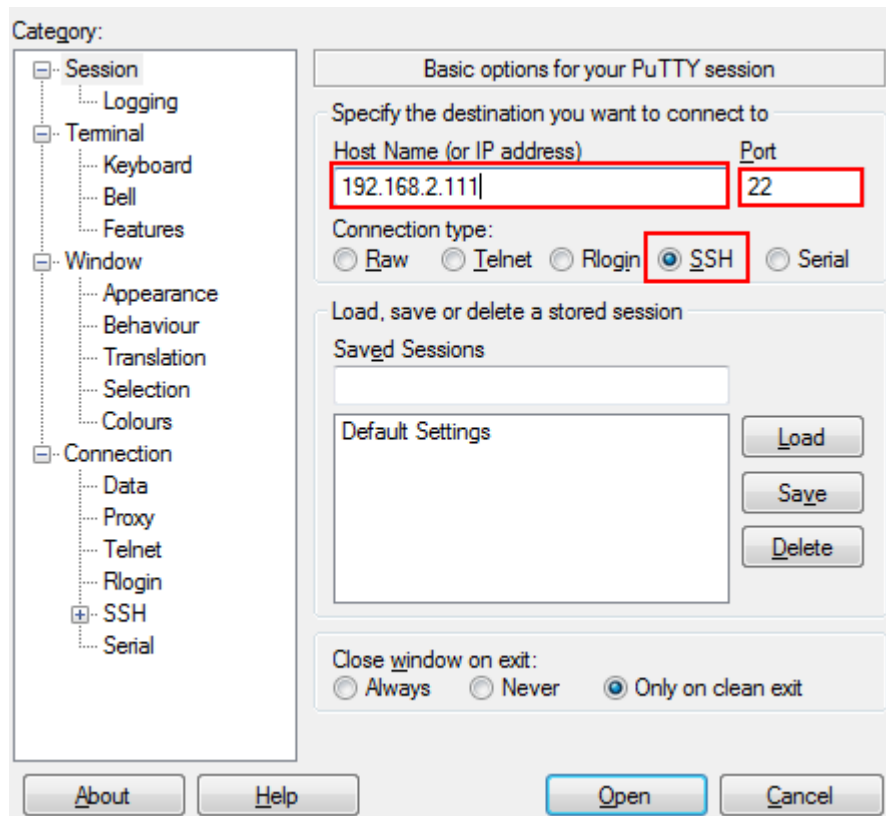 Category:
Session
Logging
Terminal
Keyboard
Bell
Features
Window
Appearance
Behaviour
Translation
Selection
Colours
Connection
Data
Proxy
Telnet
Rlogin
SSH
Serial
Basic options for your PuTTY session
Specify the destination you want to connect to
Host Name (or IP address) Port
192.168.2.111 22
Connection type:
Raw Telnet Rlogin SSH Serial
Load, save or delete a stored session
Saved Sessions
Default Settings
Load
Save
Delete
Close window on exit:
Always Never Only on clean exit
About Help Open Cancel